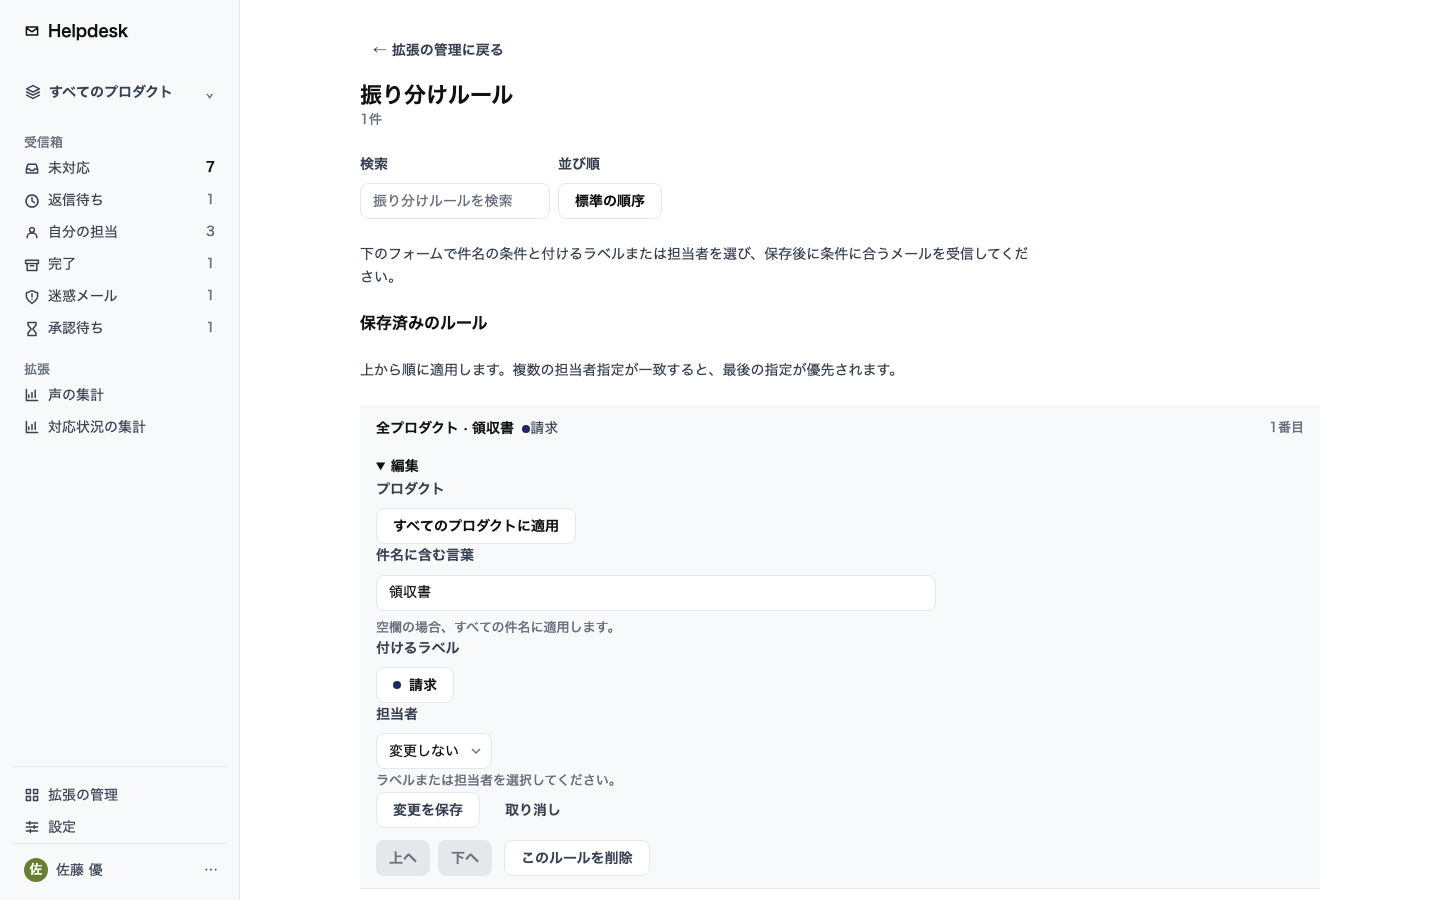 Helpdesk
すべてのプロダクト
受信箱
未対応 7
返信待ち 1
自分の担当 3
完了 1
迷惑メール 1
承認待ち 1
拡張
声の集計
対応状況の集計
拡張の管理
設定
佐 佐藤 優 …
← 拡張の管理に戻る
振り分けルール
1件
検索 並び順
振り分けルールを検索 標準の順序
下のフォームで件名の条件と付けるラベルまたは担当者を選び、保存後に条件に合うメールを受信してくだ
さい。
保存済みのルール
上から順に適用します。複数の担当者指定が一致すると、最後の指定が優先されます。
全プロダクト · 領収書 ●請求 1番目
▼ 編集
プロダクト
すべてのプロダクトに適用
件名に含む言葉
領収書
空欄の場合、すべての件名に適用します。
付けるラベル
● 請求
担当者
変更しない
ラベルまたは担当者を選択してください。
変更を保存 取り消し
上へ 下へ このルールを削除